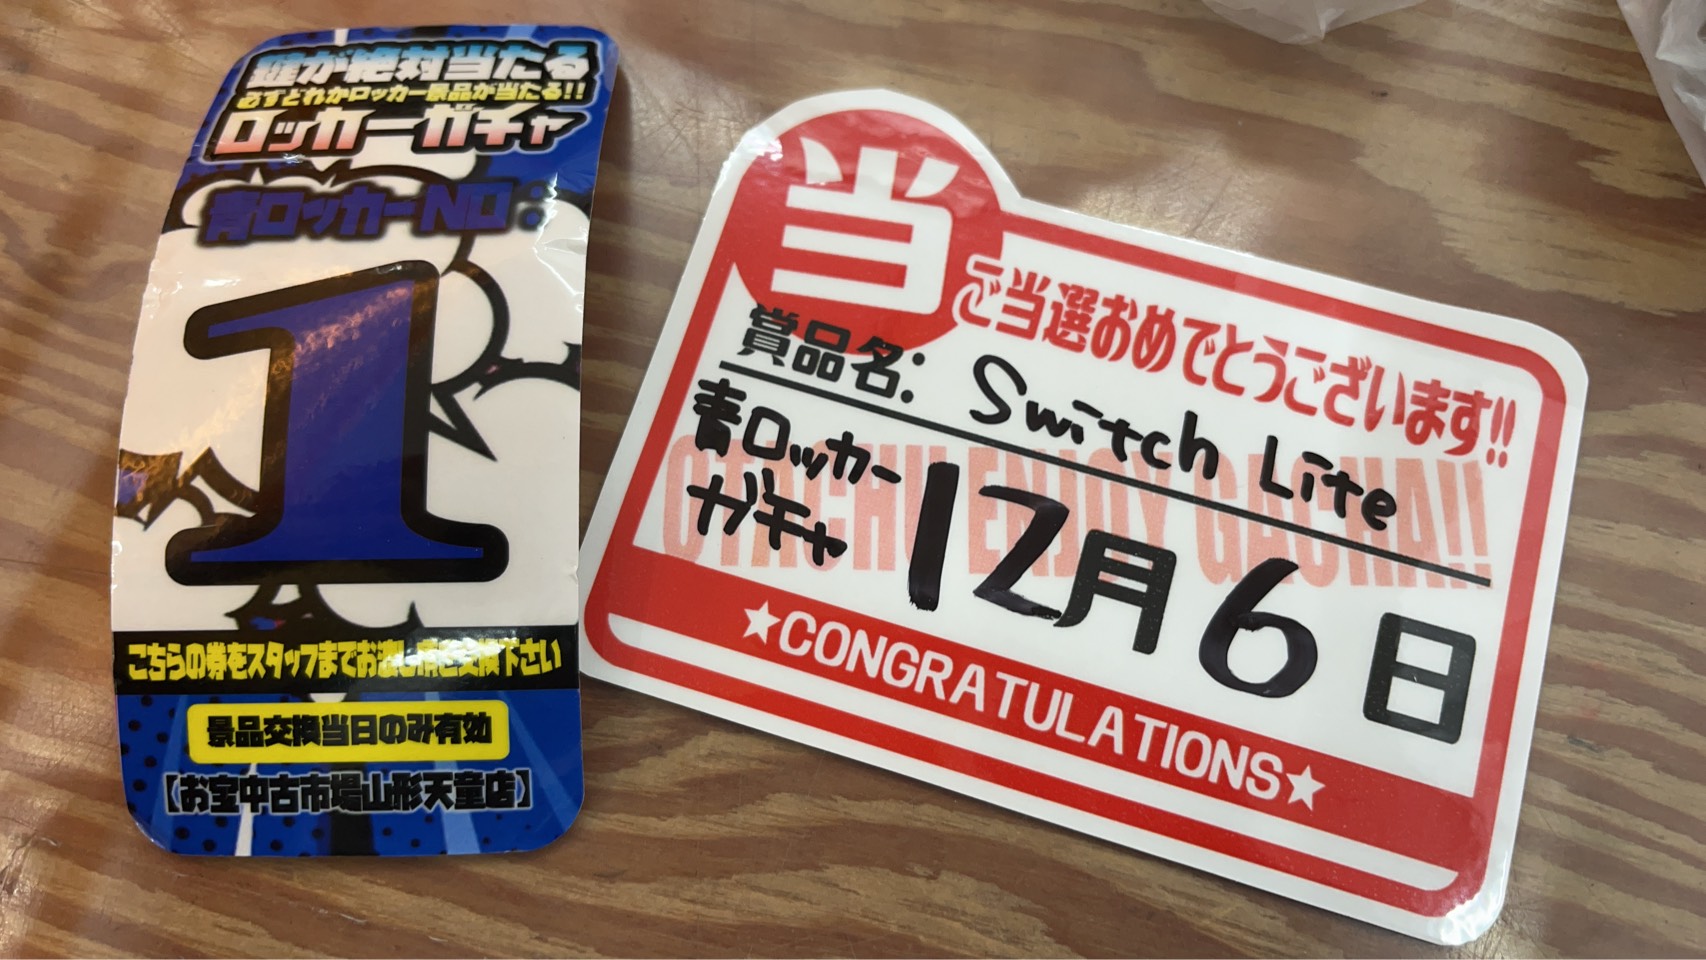 鍵が絶対当たる
必ずどれかロッカー景品が当たる!!
ロッカーガチャ
青ロッカーNO:
1
こちらの券をスタッフまでお渡し頂き交換下さい
景品交換当日のみ有効
【お宝中古市場山形天童店】
当
ご当選おめでとうございます!!
賞品名: Switch Lite
OTACHU ENJOY GACHA!!
青ロッカー
ガチャ
12月6日
★CONGRATULATIONS★